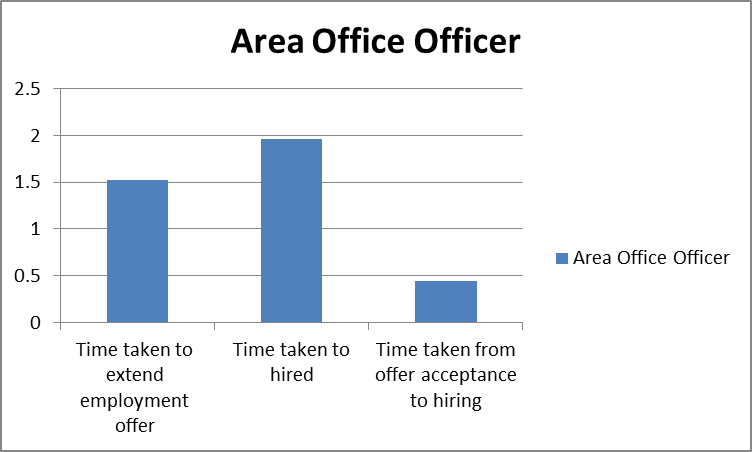 Area Office Officer
2.5
2
1.5
1
0.5
0
Area Office Officer
Time taken to
extend
employment
offer
Time taken to
hired
Time taken from
offer acceptance
to hiring